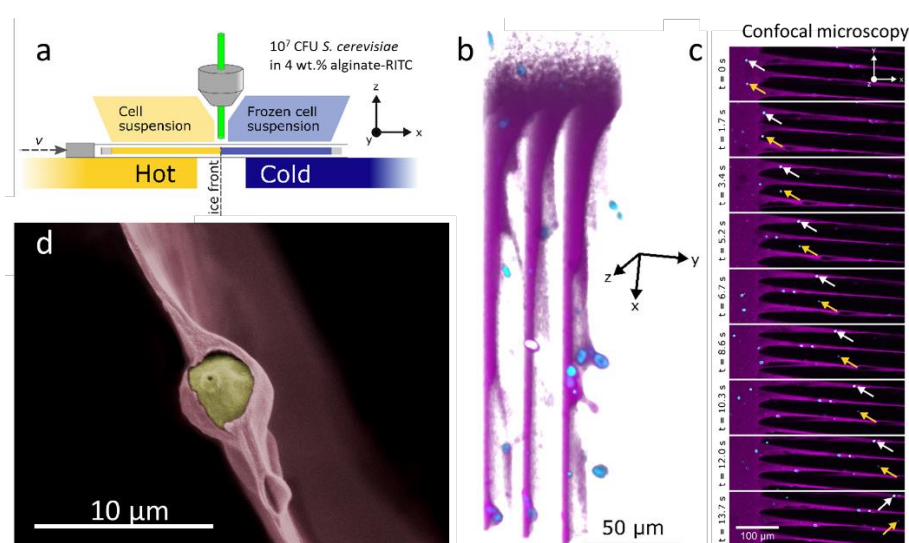 a
10⁷ CFU S. cerevisiae
in 4 wt.% alginate-RITC
Cell
suspension
Frozen cell
suspension
z
y
x
v
Hot
Cold
ice front
b
z
y
x
50 µm
c
Confocal microscopy
y
z
x
t = 0 s
t = 1.7 s
t = 3.4 s
t = 5.2 s
t = 6.7 s
t = 8.6 s
t = 10.3 s
t = 12.0 s
t = 13.7 s
100 µm
d
10 µm